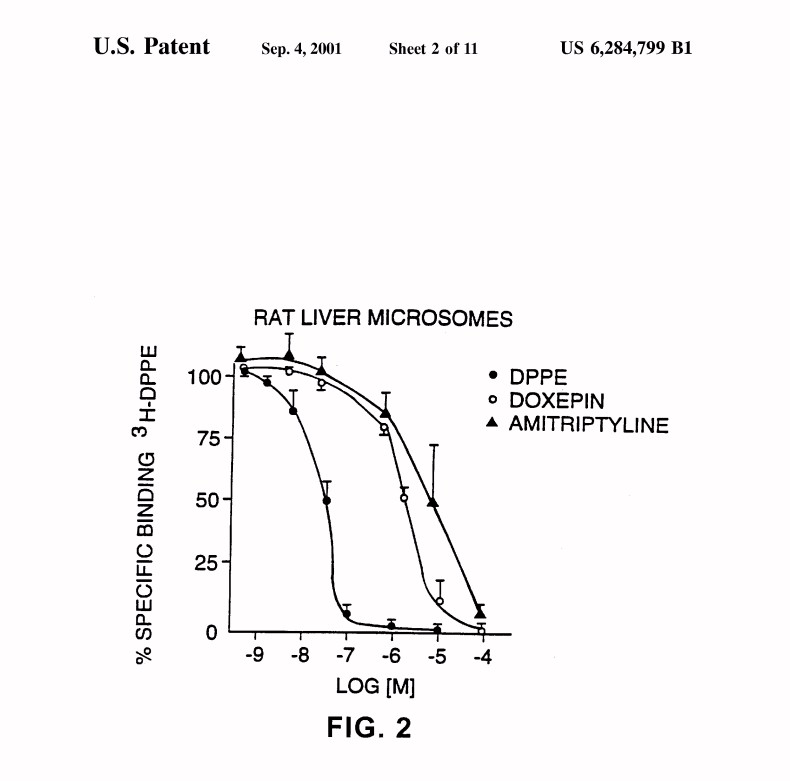 U.S. Patent Sep. 4, 2001 Sheet 2 of 11 US 6,284,799 B1
RAT LIVER MICROSOMES
% SPECIFIC BINDING ³H-DPPE
100
75
50
25
0
DPPE
DOXEPIN
AMITRIPTYLINE
-9 -8 -7 -6 -5 -4
LOG [M]
FIG. 2